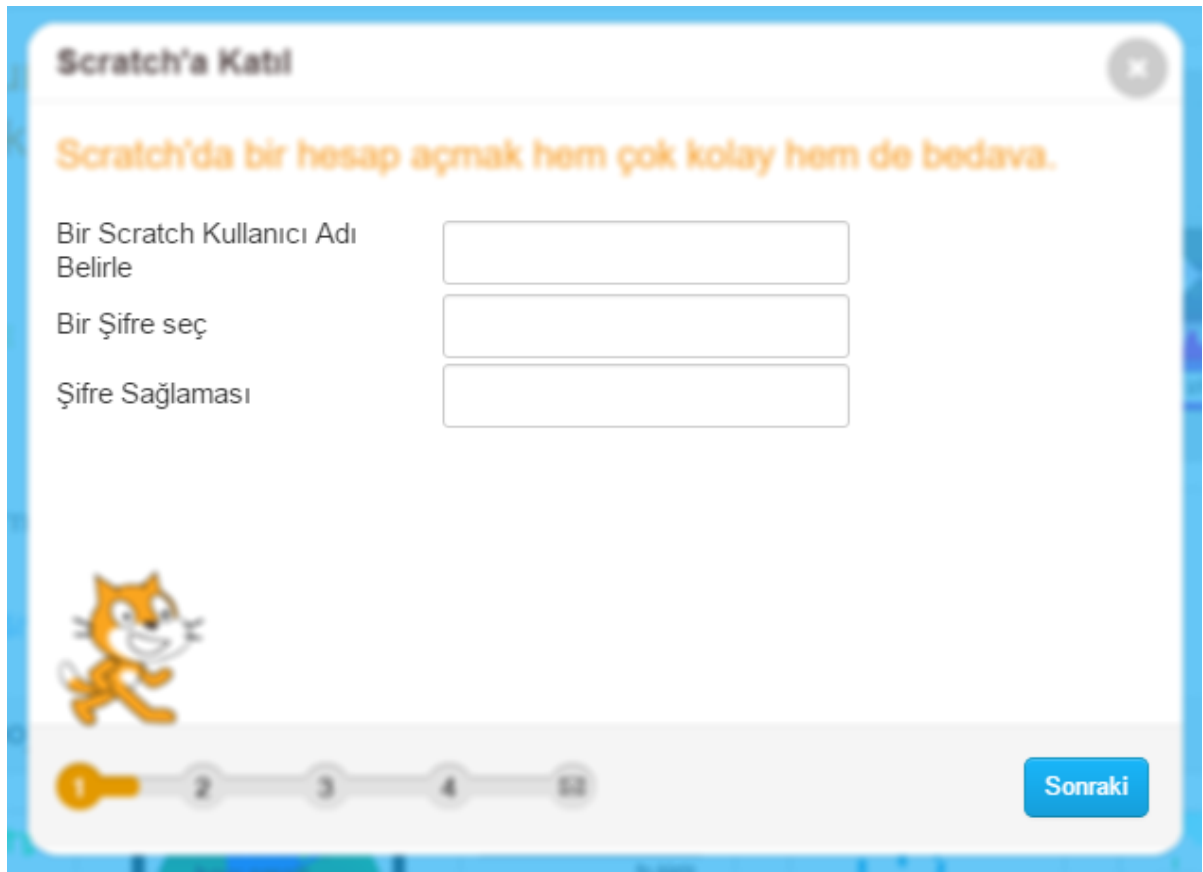 Scratch'a Katıl
Scratch'da bir hesap açmak hem çok kolay hem de bedava.
Bir Scratch Kullanıcı Adı
Belirle
Bir Şifre seç
Şifre Sağlaması
1 2 3 4
Sonraki